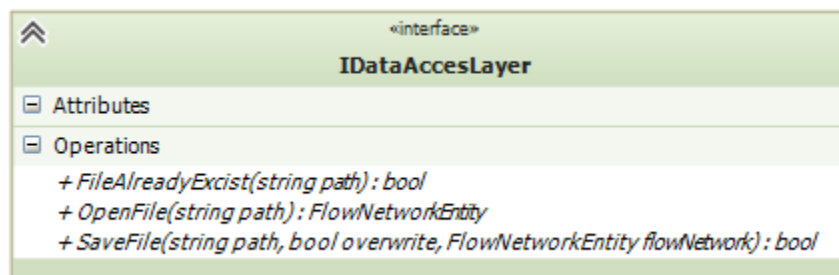 «interface»
IDataAccesLayer
Attributes
Operations
+ FileAlreadyExcist(string path) : bool
+ OpenFile(string path) : FlowNetworkEntity
+ SaveFile(string path, bool overwrite, FlowNetworkEntity flowNetwork) : bool